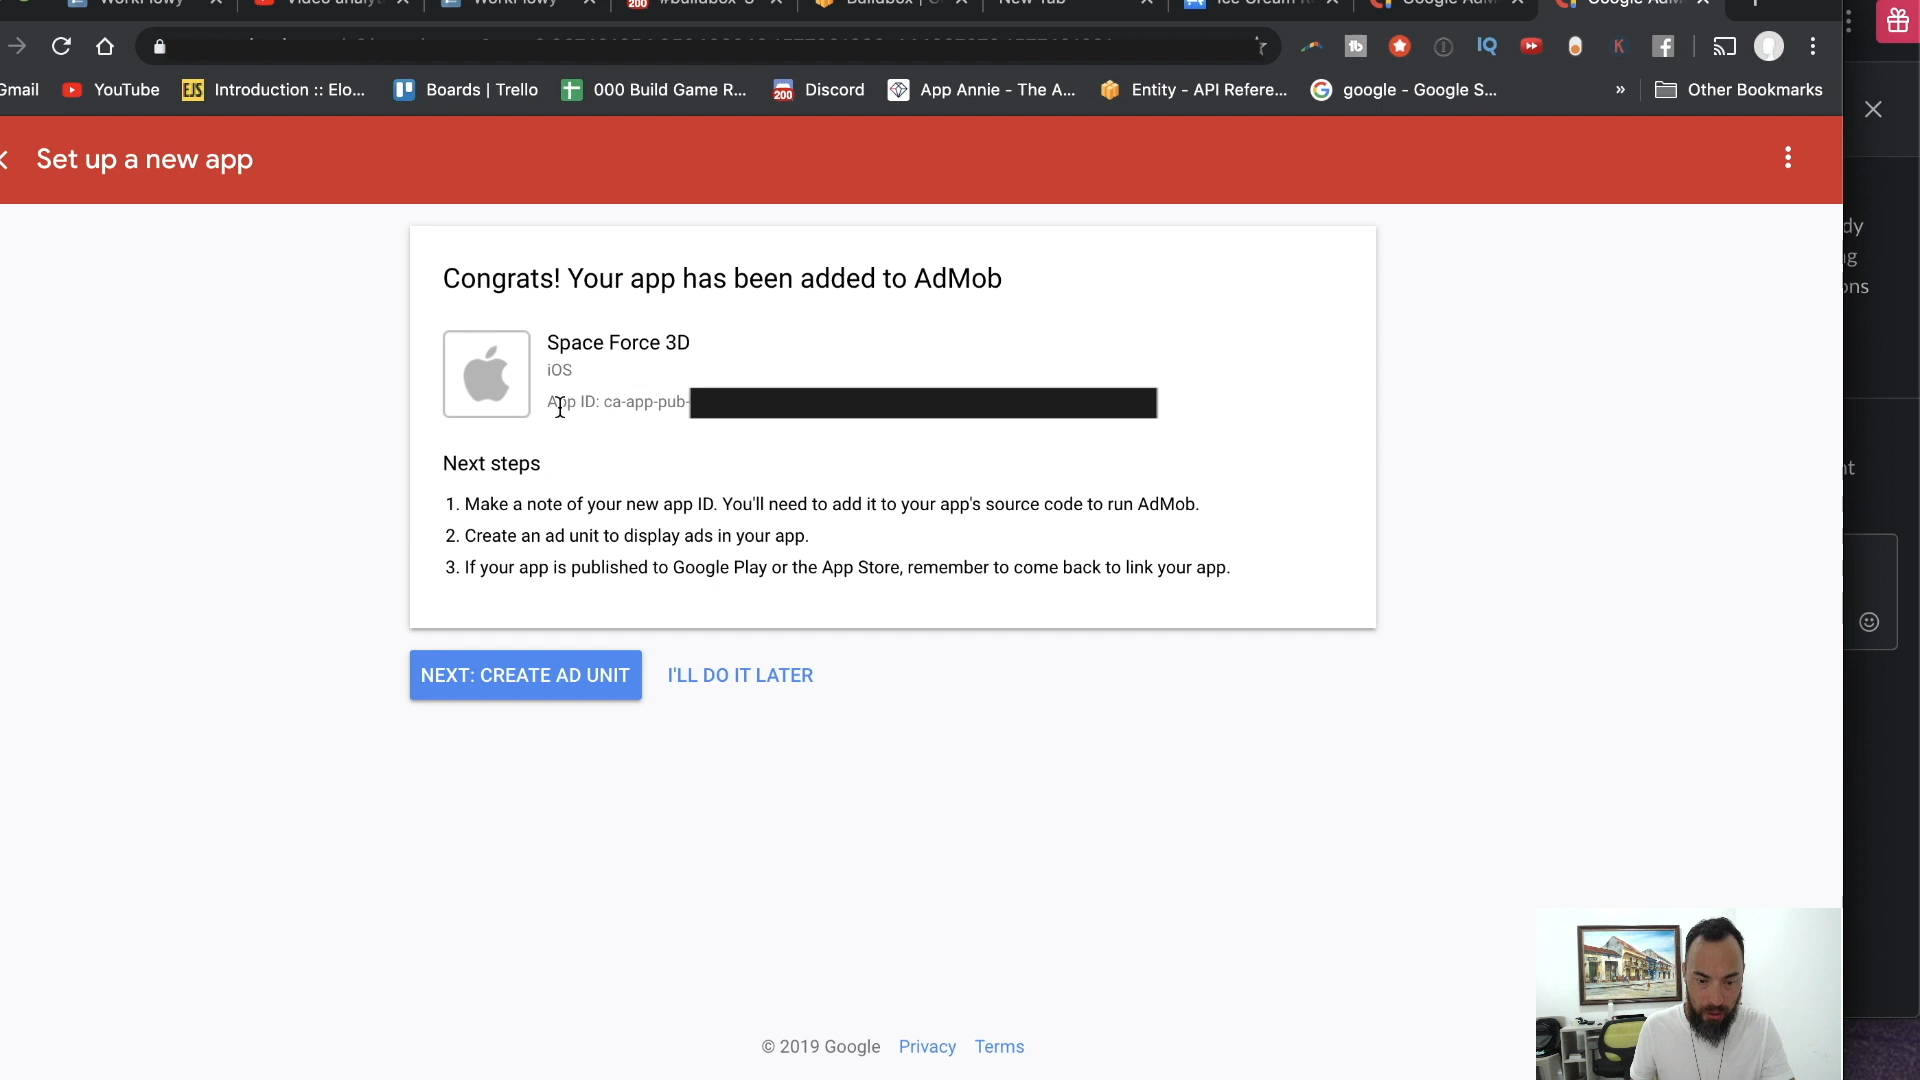 Gmail YouTube EJS Introduction :: Elo... Boards | Trello 000 Build Game R... 200 Discord App Annie - The A... Entity - API Refere... google - Google S... » Other Bookmarks
Set up a new app
Congrats! Your app has been added to AdMob
Space Force 3D
iOS
App ID: ca-app-pub-
Next steps
1. Make a note of your new app ID. You'll need to add it to your app's source code to run AdMob.
2. Create an ad unit to display ads in your app.
3. If your app is published to Google Play or the App Store, remember to come back to link your app.
NEXT: CREATE AD UNIT I'LL DO IT LATER
© 2019 Google Privacy Terms